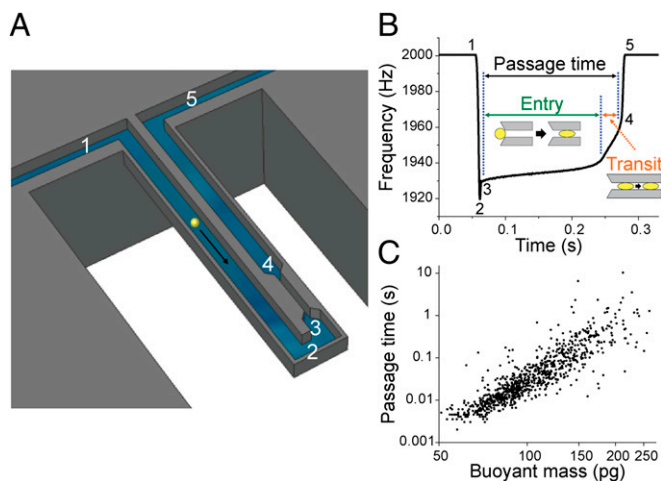 A
1
5
4
3
2
B
Frequency (Hz)
2000
1980
1960
1940
1920
1
5
Passage time
Entry
4
Transit
3
2
0.0
0.1
0.2
0.3
Time (s)
C
Passage time (s)
10
1
0.1
0.01
0.001
50
100
150
200
250
Buoyant mass (pg)